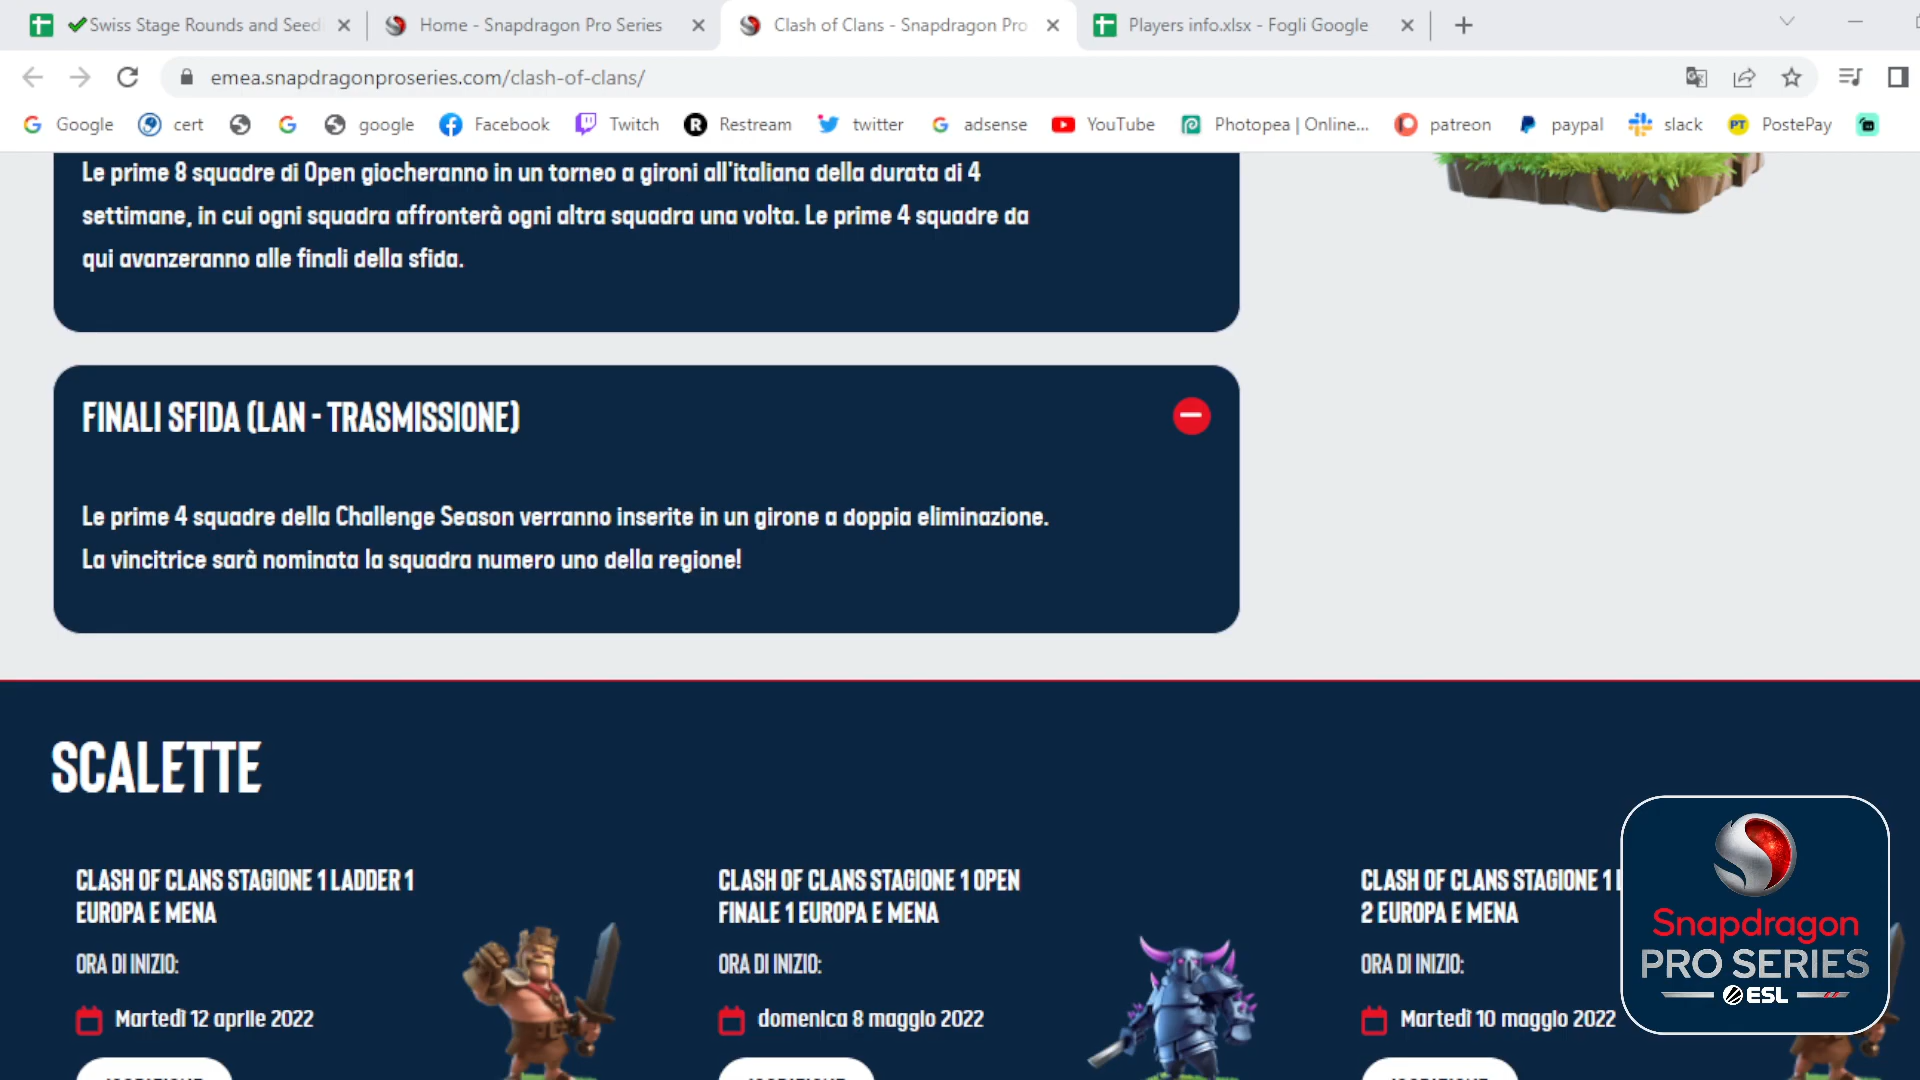 Swiss Stage Rounds and Seed
Home - Snapdragon Pro Series
Clash of Clans - Snapdragon Pro
Players info.xlsx - Fogli Google
emea.snapdragonproseries.com/clash-of-clans/
Google
cert
google
Facebook
Twitch
Restream
twitter
adsense
YouTube
Photopea | Online...
patreon
paypal
slack
PostePay
Le prime 8 squadre di Open giocheranno in un torneo a gironi all'italiana della durata di 4
settimane, in cui ogni squadra affronterà ogni altra squadra una volta. Le prime 4 squadre da
qui avanzeranno alle finali della sfida.
FINALI SFIDA (LAN - TRASMISSIONE)
Le prime 4 squadre della Challenge Season verranno inserite in un girone a doppia eliminazione.
La vincitrice sarà nominata la squadra numero uno della regione!
SCALETTE
CLASH OF CLANS STAGIONE 1 LADDER 1
EUROPA E MENA
ORA DI INIZIO:
Martedì 12 aprile 2022
CLASH OF CLANS STAGIONE 1 OPEN
FINALE 1 EUROPA E MENA
ORA DI INIZIO:
domenica 8 maggio 2022
CLASH OF CLANS STAGIONE 1
2 EUROPA E MENA
ORA DI INIZIO:
Martedì 10 maggio 2022
Snapdragon
PRO SERIES
ESL